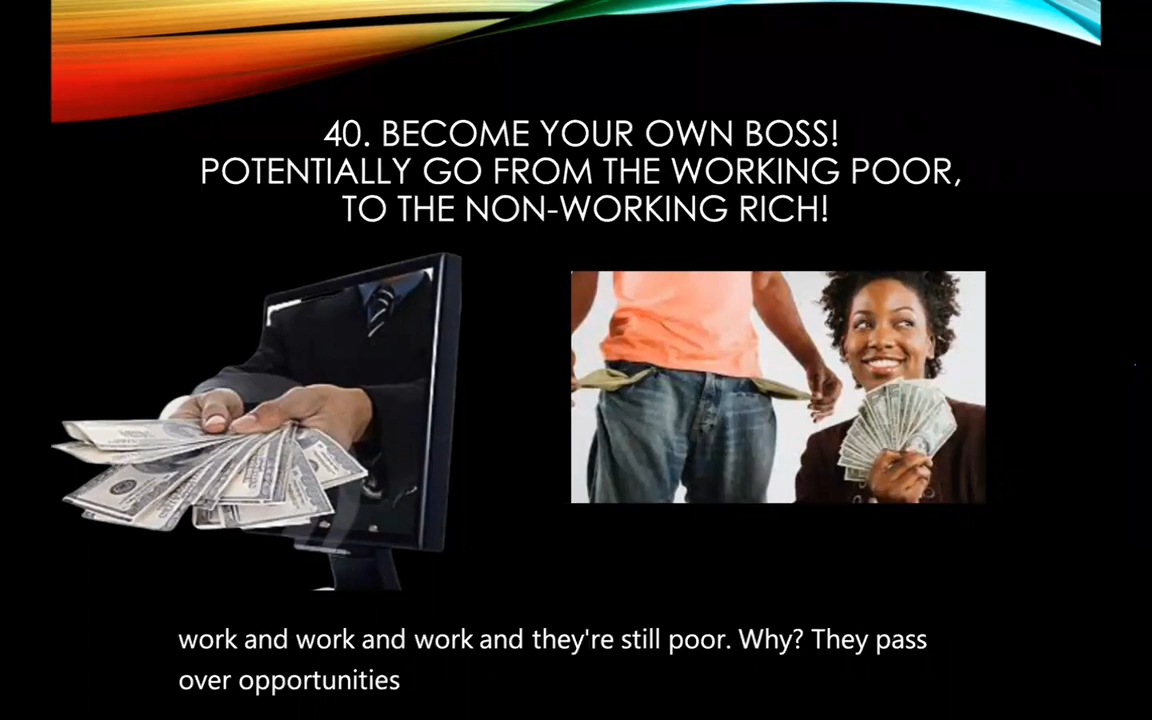 40. BECOME YOUR OWN BOSS!
POTENTIALLY GO FROM THE WORKING POOR,
TO THE NON-WORKING RICH!
work and work and work and they're still poor. Why? They pass
over opportunities